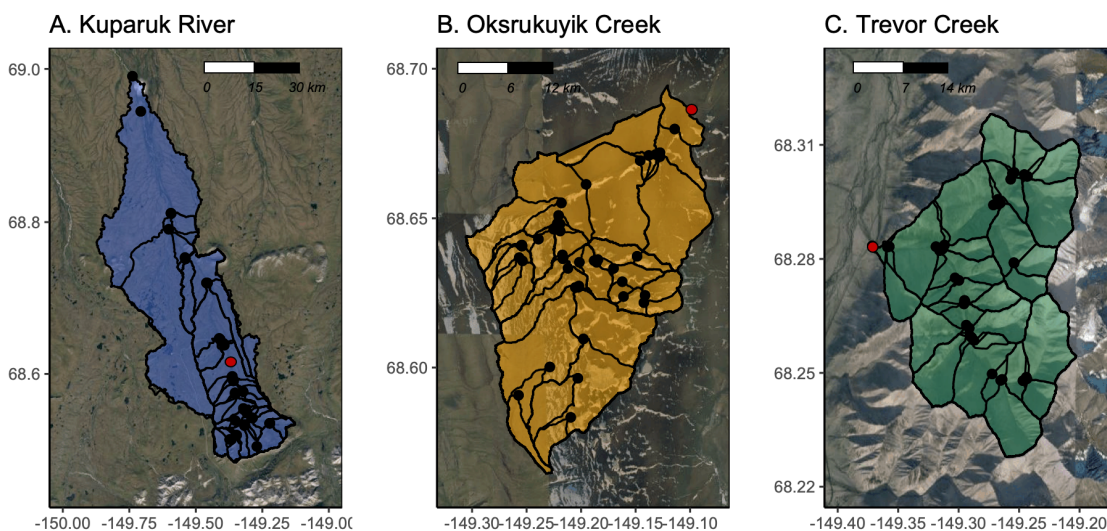 A. Kuparuk River
B. Oksrukuyik Creek
C. Trevor Creek
69.0
68.8
68.6
0 15 30 km
-150.00 -149.75 -149.50 -149.25 -149.00
68.70
68.65
68.60
0 6 12 km
-149.30 -149.25 -149.20 -149.15 -149.10
68.31
68.28
68.25
68.22
0 7 14 km
-149.40 -149.35 -149.30 -149.25 -149.20